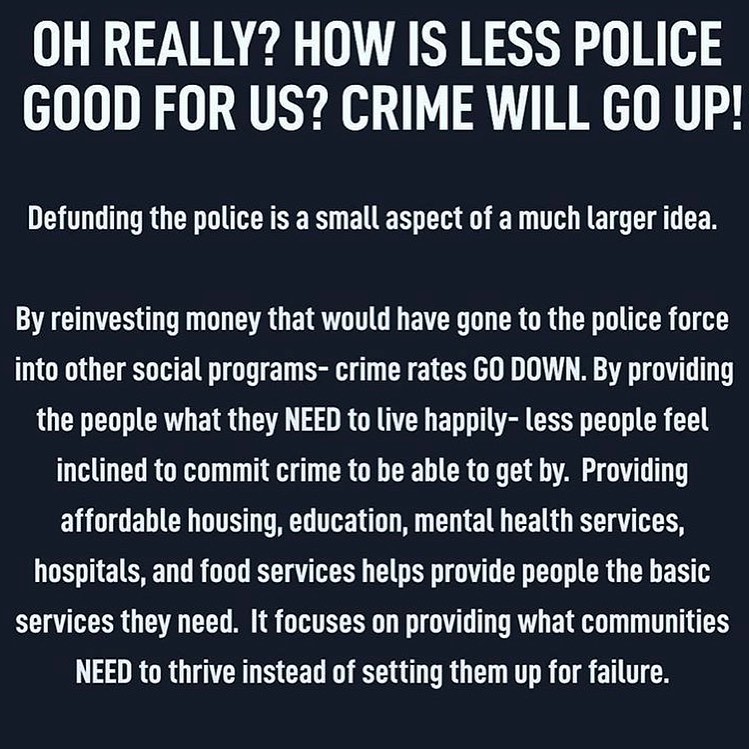 OH REALLY? HOW IS LESS POLICE
GOOD FOR US? CRIME WILL GO UP!
Defunding the police is a small aspect of a much larger idea.
By reinvesting money that would have gone to the police force
into other social programs- crime rates GO DOWN. By providing
the people what they NEED to live happily- less people feel
inclined to commit crime to be able to get by.  Providing
affordable housing, education, mental health services,
hospitals, and food services helps provide people the basic
services they need.  It focuses on providing what communities
NEED to thrive instead of setting them up for failure.